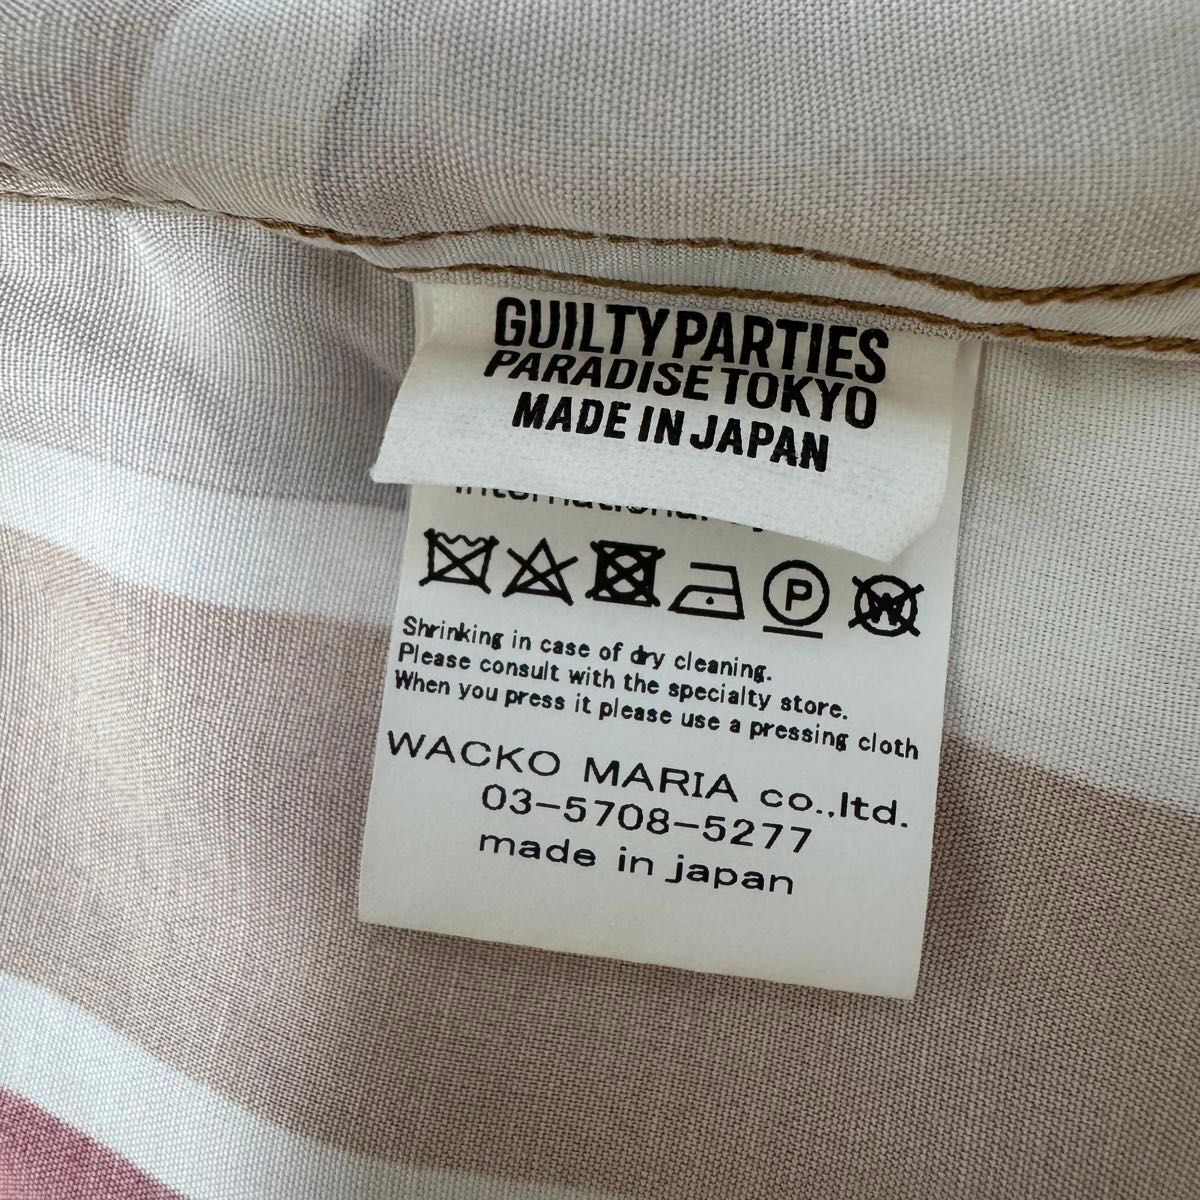 GUILTY PARTIES
PARADISE TOKYO
MADE IN JAPAN
P
W
Shrinking in case of dry cleaning.
Please consult with the specialty store.
When you press it please use a pressing cloth
WACKO MARIA co.,ltd.
03-5708-5277
made in japan